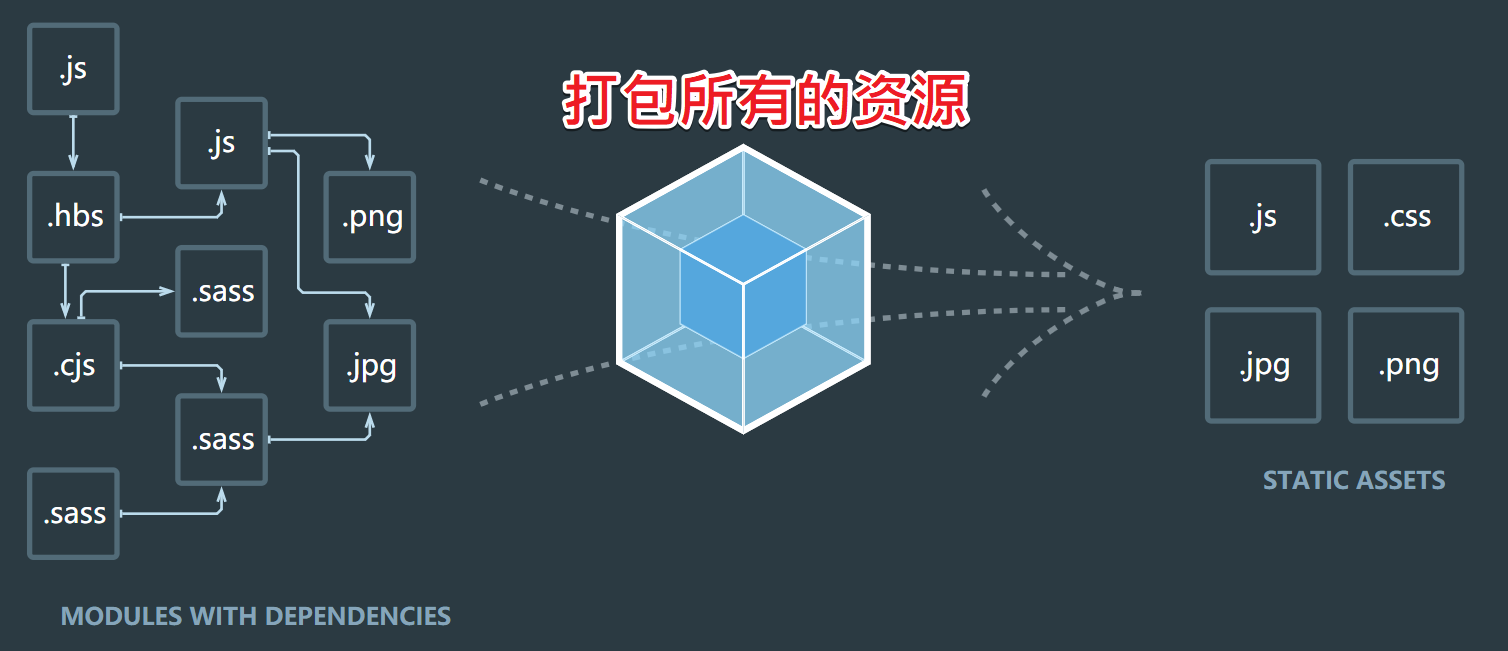 打包所有的资源
.js
.js
.hbs
.png
.sass
.cjs
.jpg
.sass
.sass
MODULES WITH DEPENDENCIES
.js
.css
.jpg
.png
STATIC ASSETS